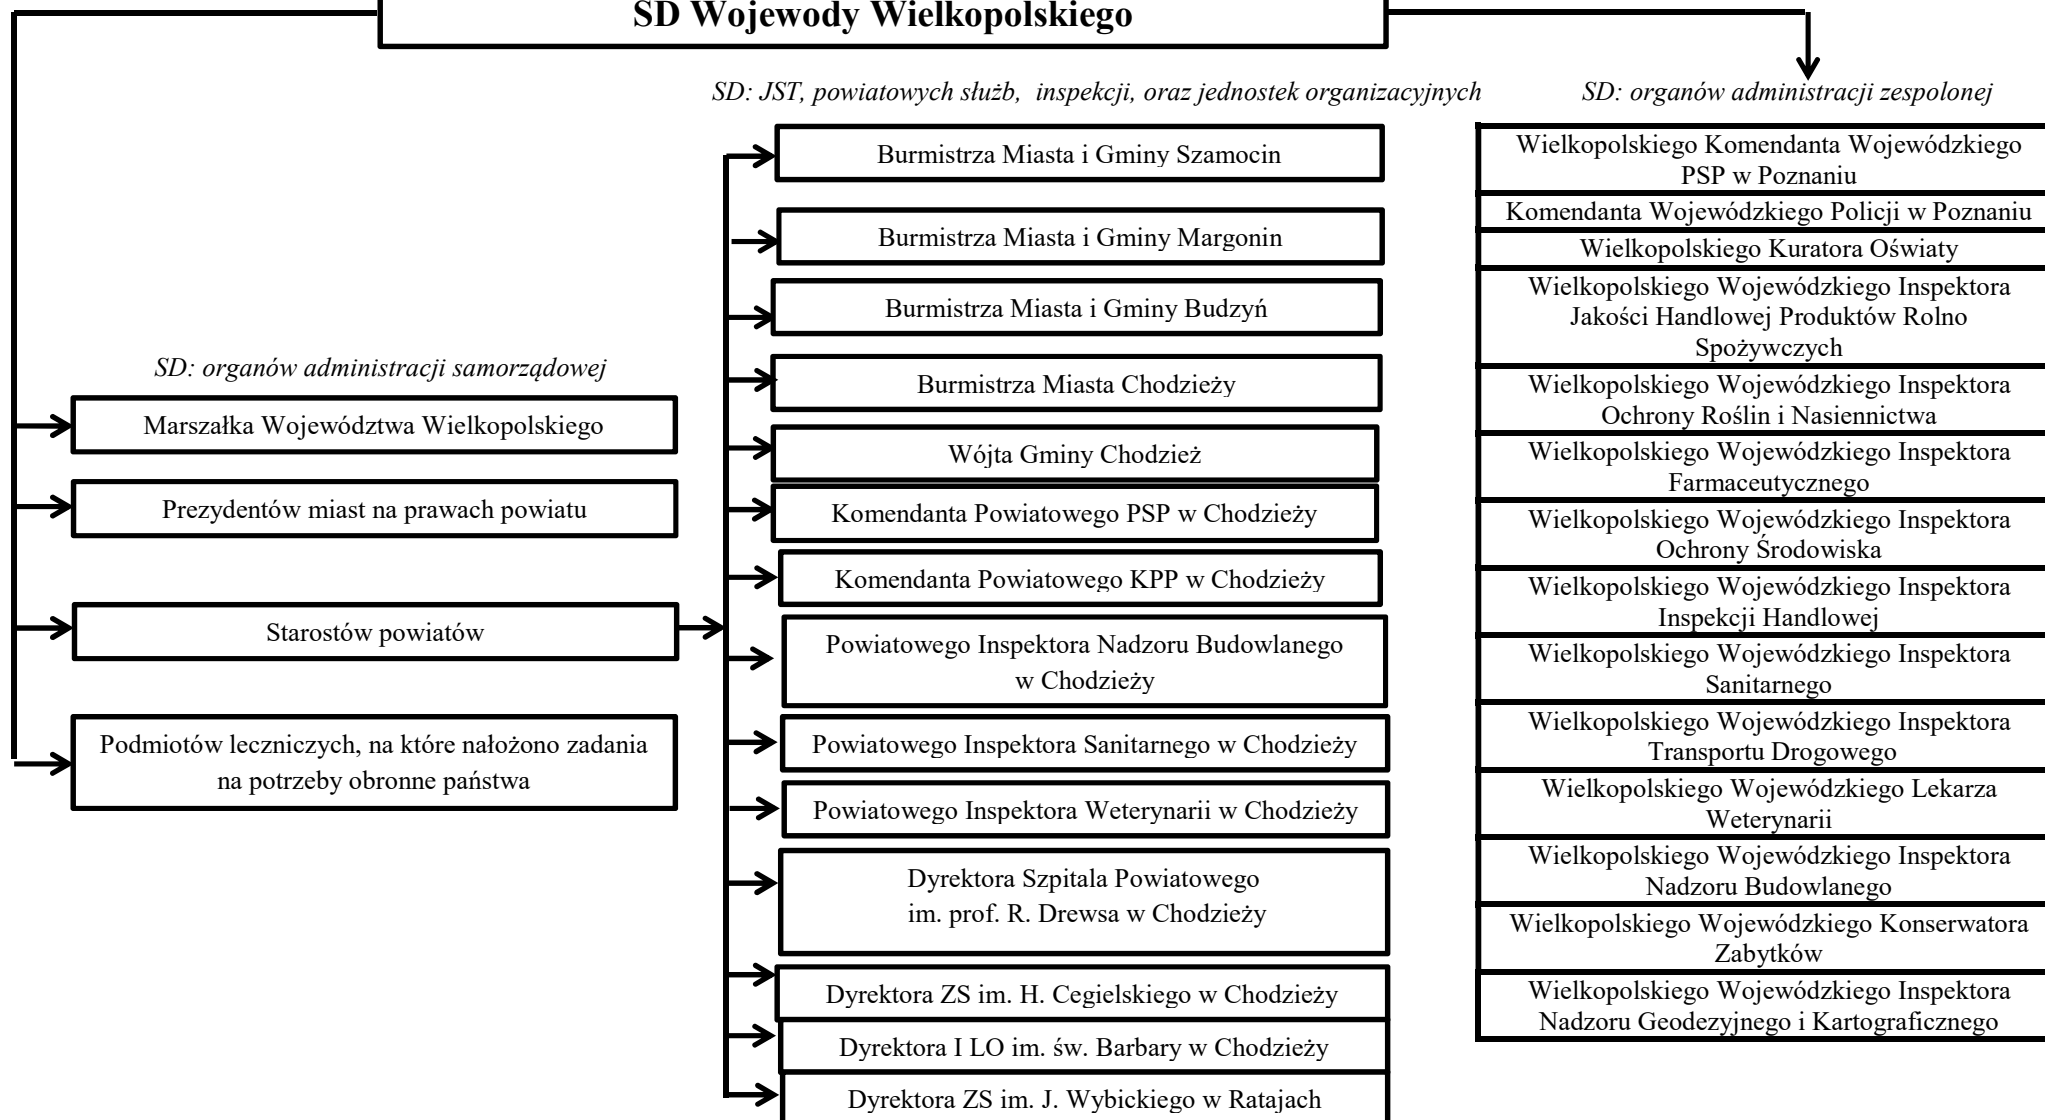 SD Wojewody Wielkopolskiego
SD: organów administracji samorządowej
Marszałka Województwa Wielkopolskiego
Prezydentów miast na prawach powiatu
Starostów powiatów
Podmiotów leczniczych, na które nałożono zadania
na potrzeby obronne państwa
SD: JST, powiatowych służb, inspekcji, oraz jednostek organizacyjnych
Burmistrza Miasta i Gminy Szamocin
Burmistrza Miasta i Gminy Margonin
Burmistrza Miasta i Gminy Budzyń
Burmistrza Miasta Chodzieży
Wójta Gminy Chodzież
Komendanta Powiatowego PSP w Chodzieży
Komendanta Powiatowego KPP w Chodzieży
Powiatowego Inspektora Nadzoru Budowlanego
w Chodzieży
Powiatowego Inspektora Sanitarnego w Chodzieży
Powiatowego Inspektora Weterynarii w Chodzieży
Dyrektora Szpitala Powiatowego
im. prof. R. Drewsa w Chodzieży
Dyrektora ZS im. H. Cegielskiego w Chodzieży
Dyrektora I LO im. św. Barbary w Chodzieży
Dyrektora ZS im. J. Wybickiego w Ratajach
SD: organów administracji zespolonej
Wielkopolskiego Komendanta Wojewódzkiego
PSP w Poznaniu
Komendanta Wojewódzkiego Policji w Poznaniu
Wielkopolskiego Kuratora Oświaty
Wielkopolskiego Wojewódzkiego Inspektora
Jakości Handlowej Produktów Rolno
Spożywczych
Wielkopolskiego Wojewódzkiego Inspektora
Ochrony Roślin i Nasiennictwa
Wielkopolskiego Wojewódzkiego Inspektora
Farmaceutycznego
Wielkopolskiego Wojewódzkiego Inspektora
Ochrony Środowiska
Wielkopolskiego Wojewódzkiego Inspektora
Inspekcji Handlowej
Wielkopolskiego Wojewódzkiego Inspektora
Sanitarnego
Wielkopolskiego Wojewódzkiego Inspektora
Transportu Drogowego
Wielkopolskiego Wojewódzkiego Lekarza
Weterynarii
Wielkopolskiego Wojewódzkiego Inspektora
Nadzoru Budowlanego
Wielkopolskiego Wojewódzkiego Konserwatora
Zabytków
Wielkopolskiego Wojewódzkiego Inspektora
Nadzoru Geodezyjnego i Kartograficznego